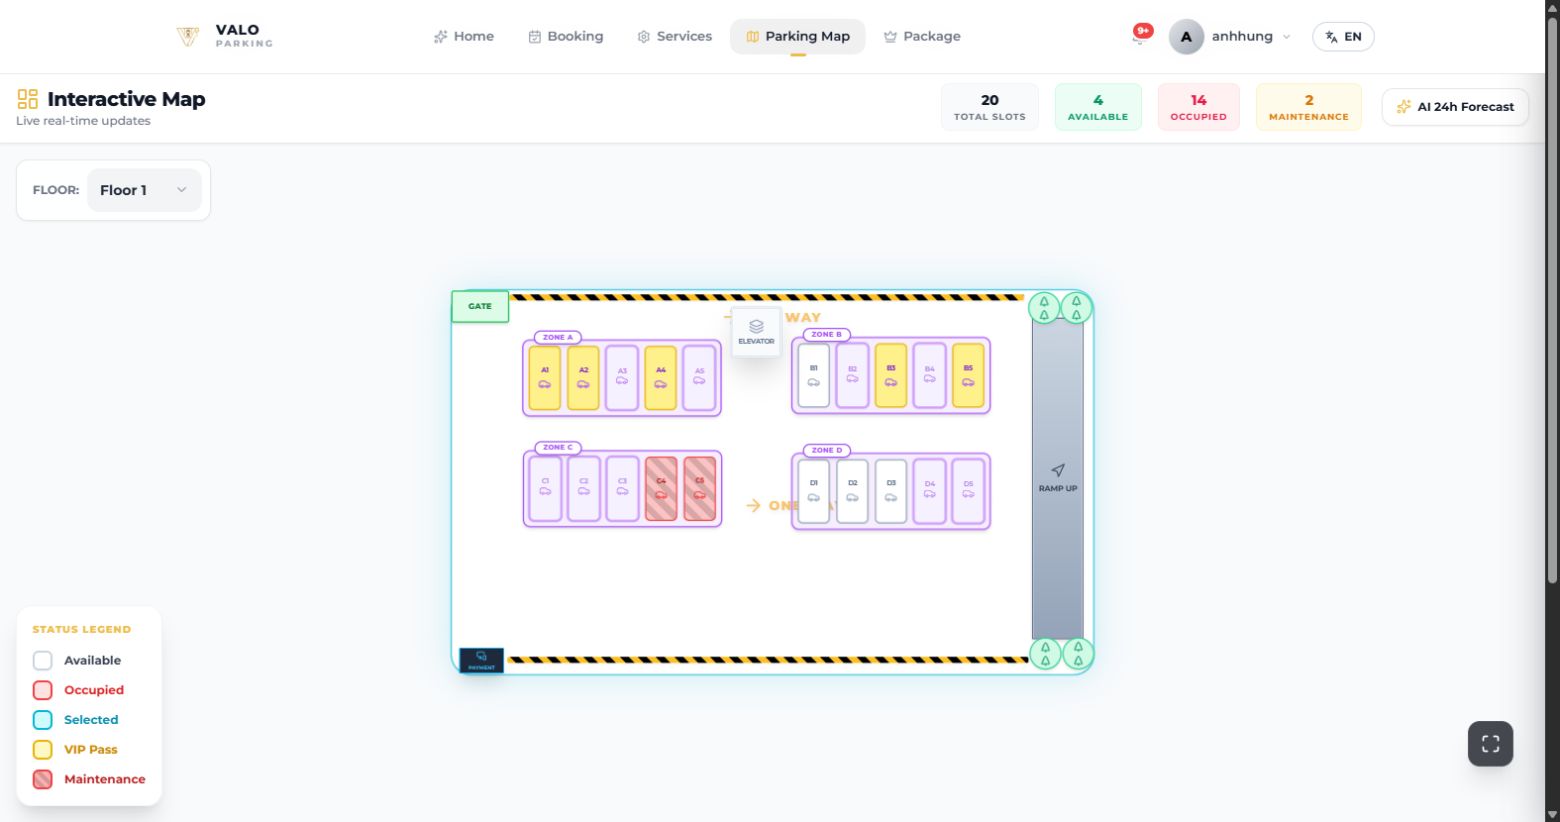 VALO
PARKING
Home
Booking
Services
Parking Map
Package
9+
A
anhhung
EN
Interactive Map
Live real-time updates
20
TOTAL SLOTS
4
AVAILABLE
14
OCCUPIED
2
MAINTENANCE
AI 24h Forecast
FLOOR:
Floor 1
GATE
WAY
ELEVATOR
ZONE A
A1
A2
A3
A4
A5
ZONE B
B1
B2
B3
B4
B5
ZONE C
C1
C2
C3
C4
C5
ZONE D
D1
D2
D3
D4
D5
RAMP UP
PAYMENT
STATUS LEGEND
Available
Occupied
Selected
VIP Pass
Maintenance